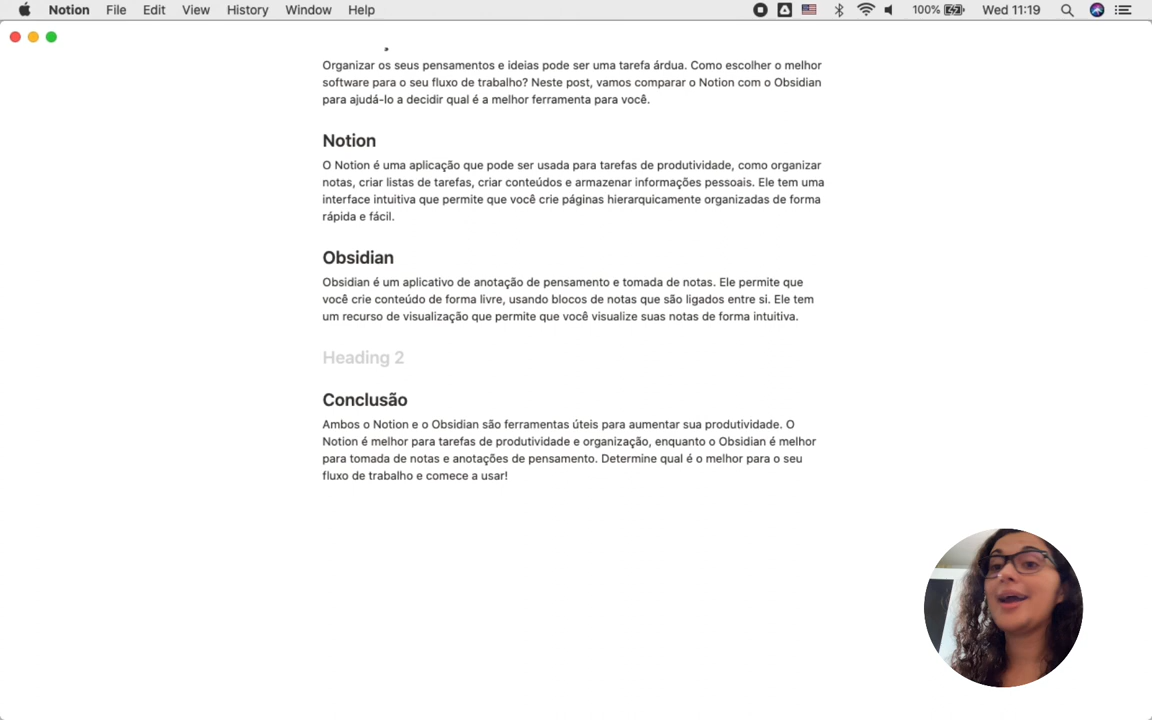 Notion File Edit View History Window Help 100% Wed 11:19
Organizar os seus pensamentos e ideias pode ser uma tarefa árdua. Como escolher o melhor
software para o seu fluxo de trabalho? Neste post, vamos comparar o Notion com o Obsidian
para ajudá-lo a decidir qual é a melhor ferramenta para você.
Notion
O Notion é uma aplicação que pode ser usada para tarefas de produtividade, como organizar
notas, criar listas de tarefas, criar conteúdos e armazenar informações pessoais. Ele tem uma
interface intuitiva que permite que você crie páginas hierarquicamente organizadas de forma
rápida e fácil.
Obsidian
Obsidian é um aplicativo de anotação de pensamento e tomada de notas. Ele permite que
você crie conteúdo de forma livre, usando blocos de notas que são ligados entre si. Ele tem
um recurso de visualização que permite que você visualize suas notas de forma intuitiva.
Heading 2
Conclusão
Ambos o Notion e o Obsidian são ferramentas úteis para aumentar sua produtividade. O
Notion é melhor para tarefas de produtividade e organização, enquanto o Obsidian é melhor
para tomada de notas e anotações de pensamento. Determine qual é o melhor para o seu
fluxo de trabalho e comece a usar!